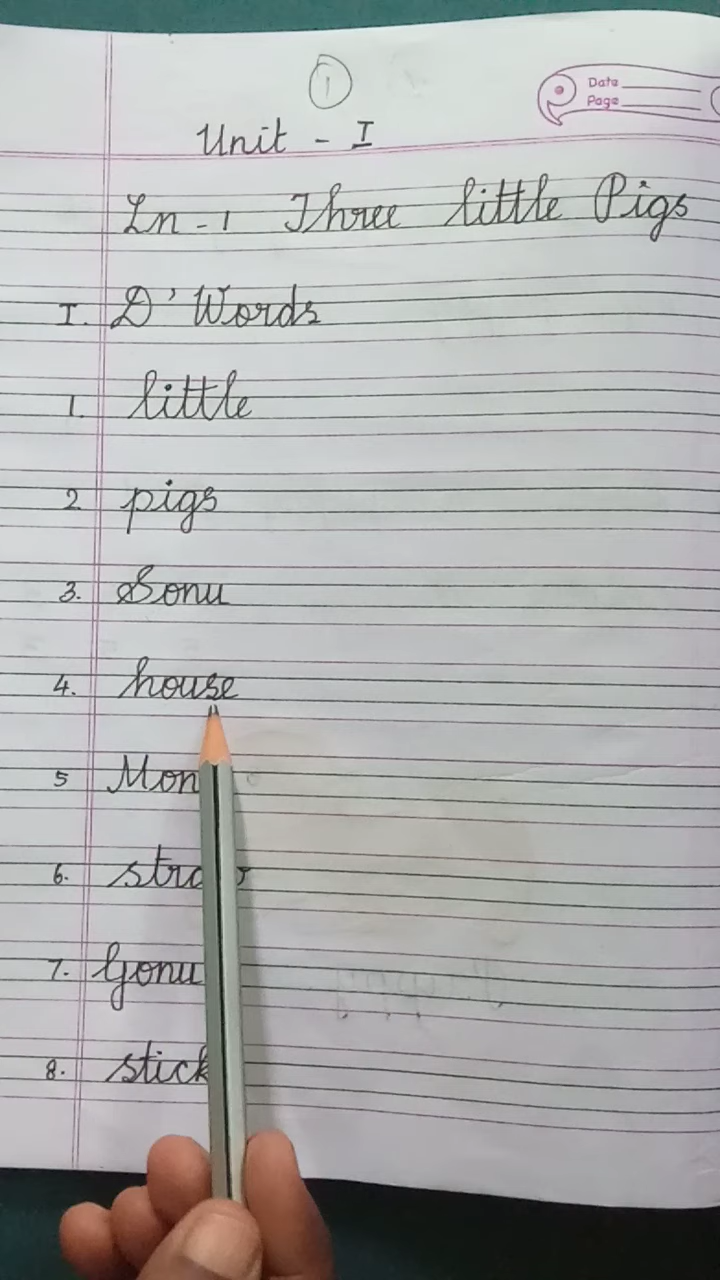 1
Date
Page
Unit - I
Ln - 1 Three little Pigs
I. D' Words
1. little
2 pigs
3. Sonu
4. house
5
6.
7. Gonu
8. stick